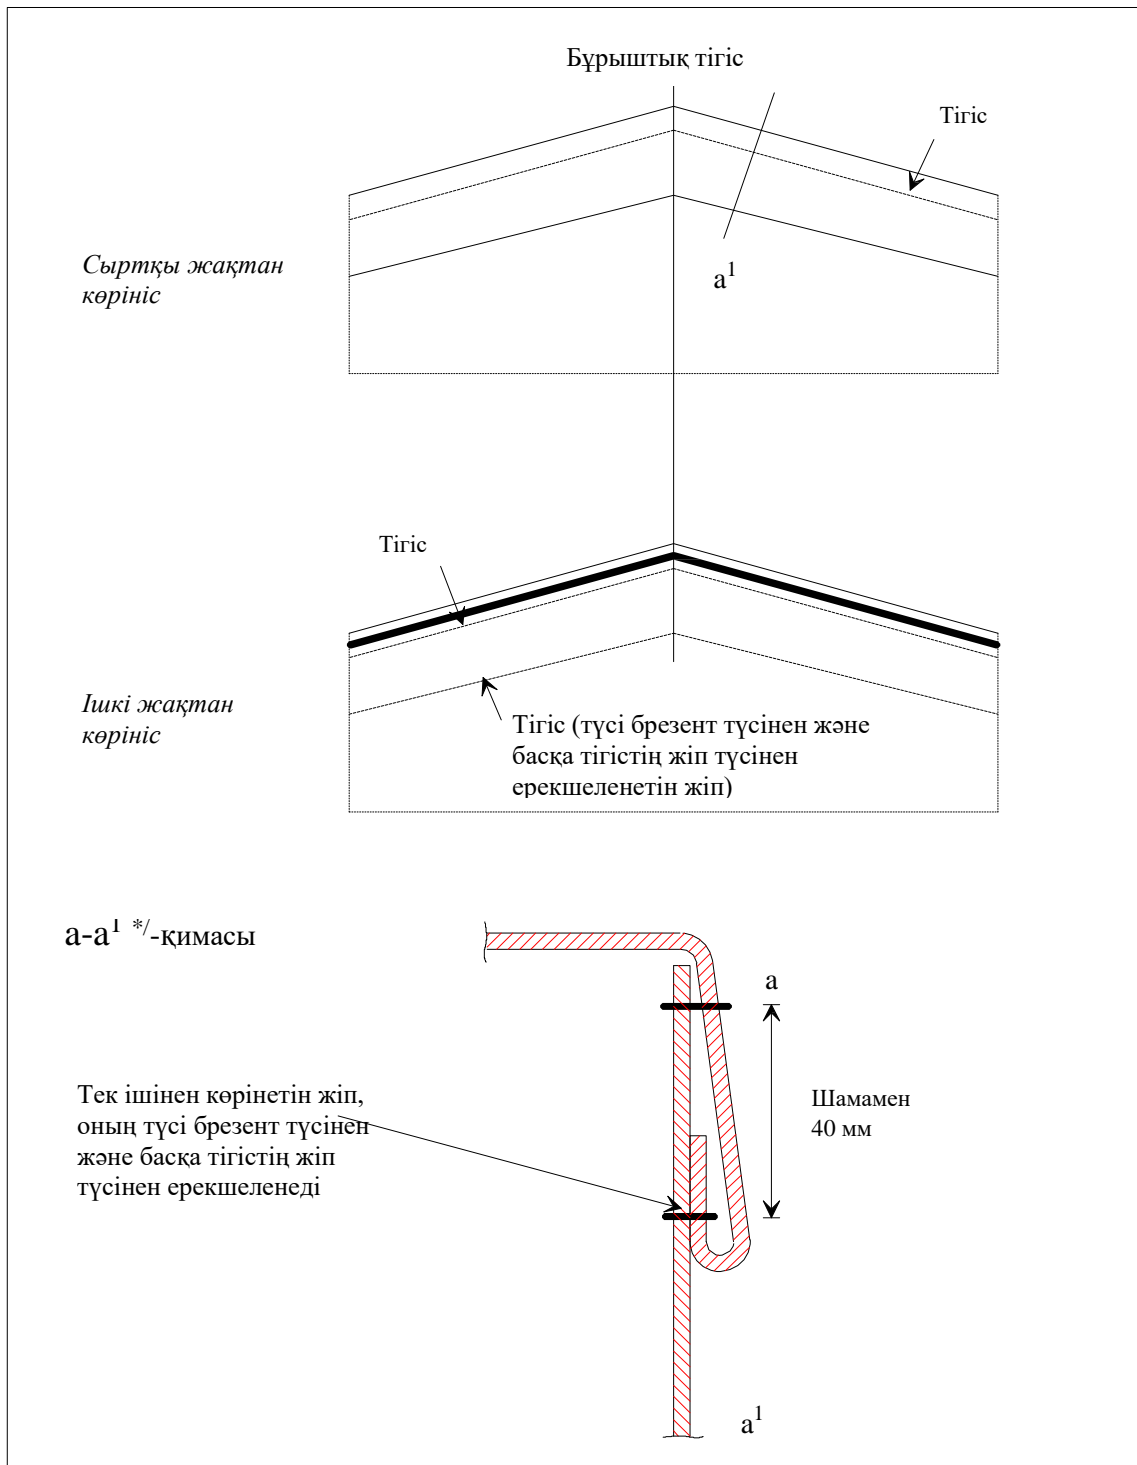 Бұрыштық тігіс
Тігіс
Сыртқы жақтан
көрініс
a¹
Тігіс
Ішкі жақтан
көрініс
Тігіс (түсі брезент түсінен және
басқа тігістің жіп түсінен
ерекшеленетін жіп)
a-a¹ */-қимасы
a
Тек ішінен көрінетін жіп,
оның түсі брезент түсінен
және басқа тігістің жіп
түсінен ерекшеленеді
Шамамен
40 мм
a¹